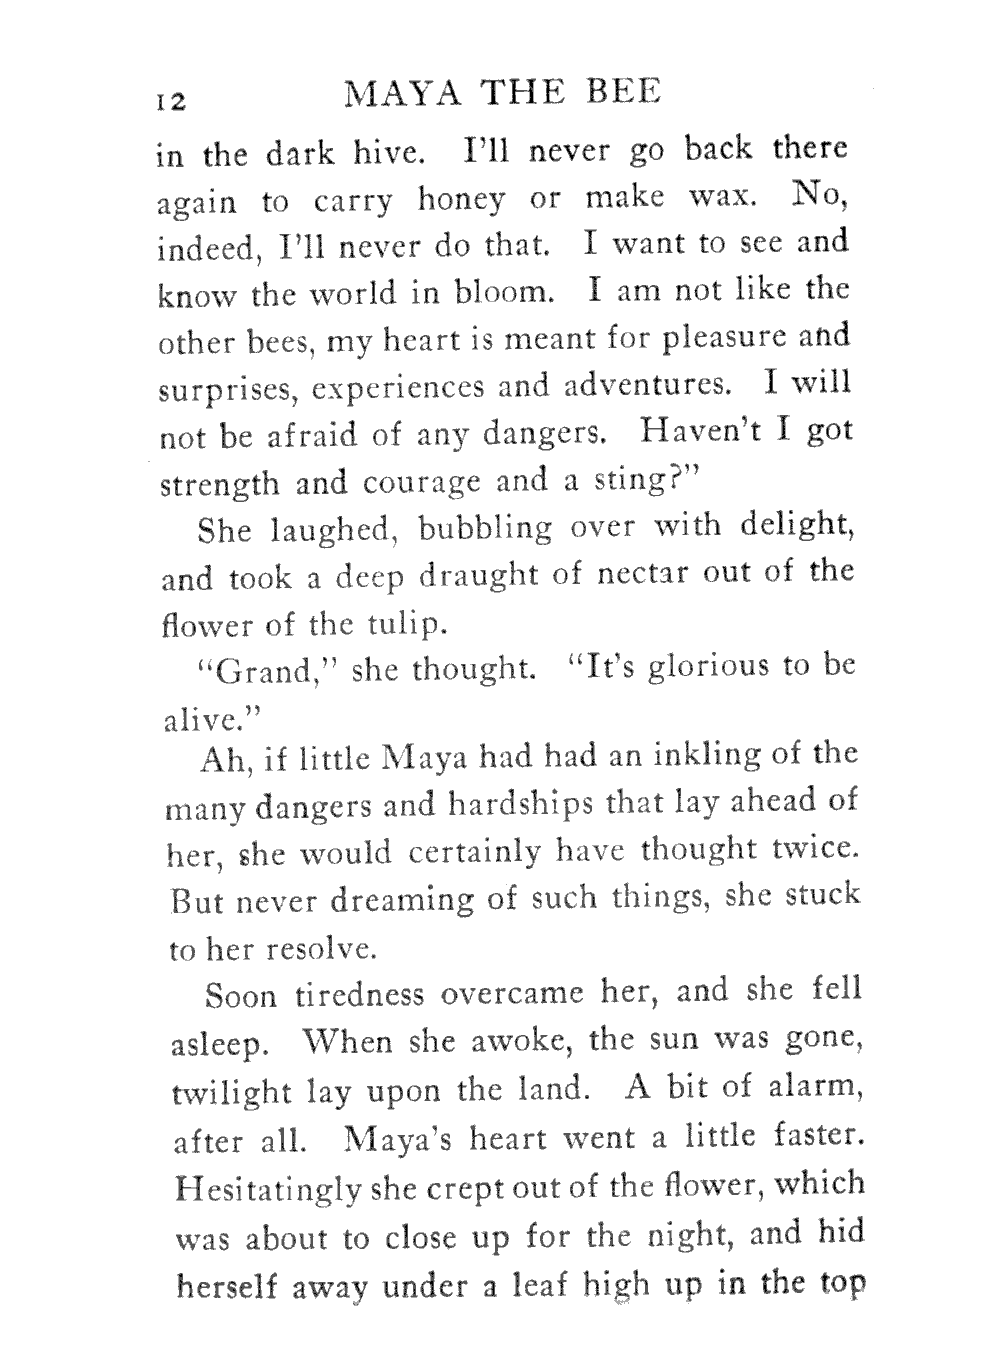 12 MAYA THE BEE
in the dark hive. I'll never go back there
again to carry honey or make wax. No,
indeed, I'll never do that. I want to see and
know the world in bloom. I am not like the
other bees, my heart is meant for pleasure and
surprises, experiences and adventures. I will
not be afraid of any dangers. Haven't I got
strength and courage and a sting?”
She laughed, bubbling over with delight,
and took a deep draught of nectar out of the
flower of the tulip.
“Grand,” she thought. “It's glorious to be
alive.”
Ah, if little Maya had had an inkling of the
many dangers and hardships that lay ahead of
her, she would certainly have thought twice.
But never dreaming of such things, she stuck
to her resolve.
Soon tiredness overcame her, and she fell
asleep. When she awoke, the sun was gone,
twilight lay upon the land. A bit of alarm,
after all. Maya's heart went a little faster.
Hesitatingly she crept out of the flower, which
was about to close up for the night, and hid
herself away under a leaf high up in the top